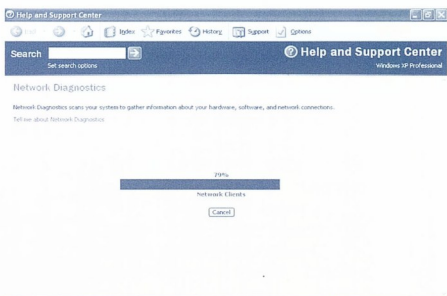 Help and Support Center
Index Favorites History Support Options
Search
Set search options
Help and Support Center
Windows XP Professional
Network Diagnostics
Network Diagnostics scans your system to gather information about your hardware, software, and network connections.
Tell me about Network Diagnostics
79%
Network Clients
Cancel